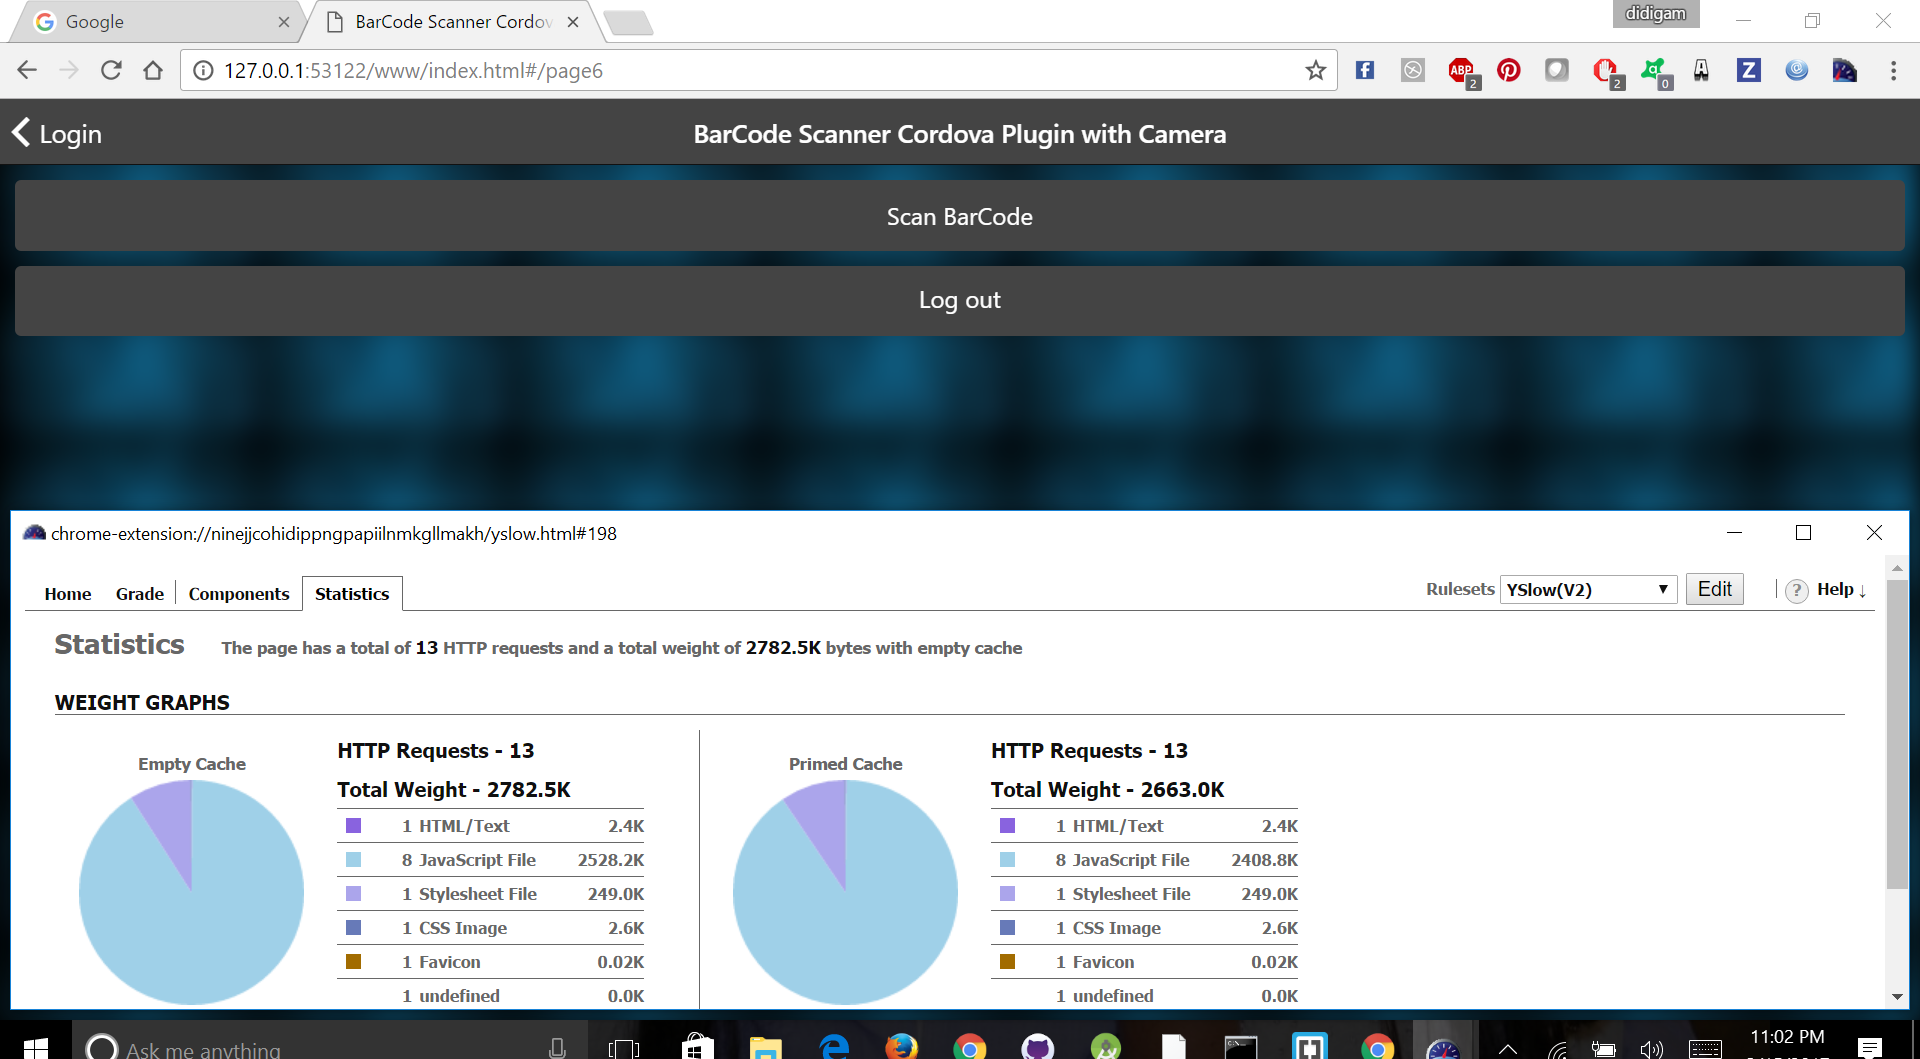 Google
BarCode Scanner Cordov
didigam
127.0.0.1:53122/www/index.html#/page6
ABP
2
2
0
Z
Login
BarCode Scanner Cordova Plugin with Camera
Scan BarCode
Log out
chrome-extension://ninejjcohidippngpapiilnmkgllmakh/yslow.html#198
Home
Grade
Components
Statistics
Rulesets
YSlow(V2)
Edit
? Help ↓
Statistics
The page has a total of 13 HTTP requests and a total weight of 2782.5K bytes with empty cache
WEIGHT GRAPHS
Empty Cache
HTTP Requests - 13
Total Weight - 2782.5K
1 HTML/Text 2.4K
8 JavaScript File 2528.2K
1 Stylesheet File 249.0K
1 CSS Image 2.6K
1 Favicon 0.02K
1 undefined 0.0K
Primed Cache
HTTP Requests - 13
Total Weight - 2663.0K
1 HTML/Text 2.4K
8 JavaScript File 2408.8K
1 Stylesheet File 249.0K
1 CSS Image 2.6K
1 Favicon 0.02K
1 undefined 0.0K
Ask me anything
11:02 PM